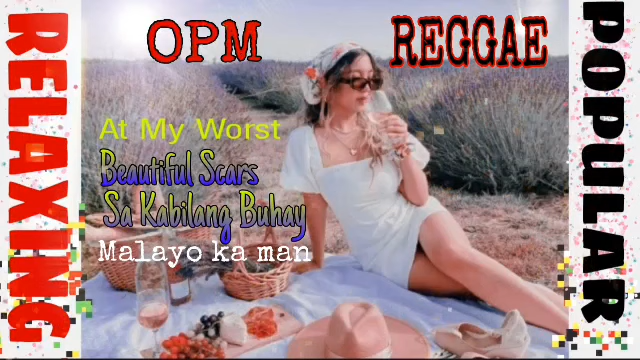 RELAXING
OPM
REGGAE
POPULAR
At My Worst
Beautiful Scars
Sa Kabilang Buhay
Malayo ka man